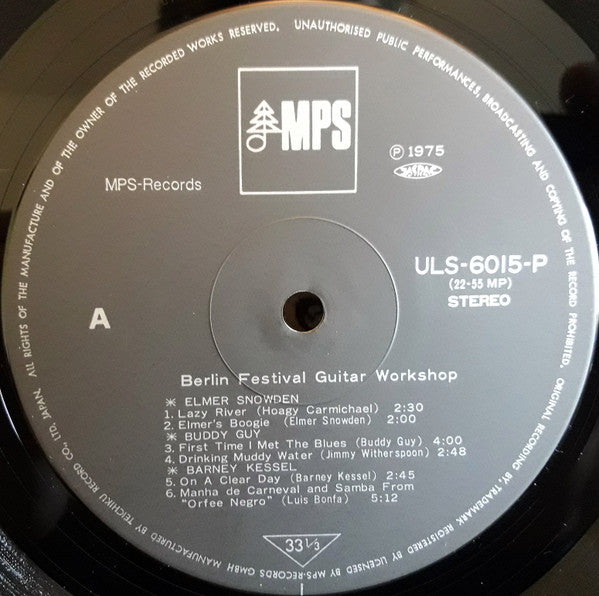 ALL RIGHTS OF THE MANUFACTURE AND OF THE OWNER OF THE RECORDED WORKS RESERVED. UNAUTHORISED PUBLIC PERFORMANCES, BROADCASTING AND COPYING OF THE RECORD PROHIBITED. ORIGINAL RECORDING BY, TRADEMARK REGISTERED BY, LICENSED BY MPS-RECORDS GMBH MANUFACTURED BY TEICHIKU RECORD CO. LTD, JAPAN.
MPS
MPS-Records
Ⓟ 1975
JASRAC
ULS-6015-P
(22-55 MP)
STEREO
A
Berlin Festival Guitar Workshop
* ELMER SNOWDEN
1. Lazy River (Hoagy Carmichael) 2:30
2. Elmer's Boogie (Elmer Snowden) 2:00
* BUDDY GUY
3. First Time I Met The Blues (Buddy Guy) 4:00
4. Drinking Muddy Water (Jimmy Witherspoon) 2:48
* BARNEY KESSEL
5. On A Clear Day (Barney Kessel) 2:45
6. Manha de Carneval and Samba From
"Orfee Negro" (Luis Bonfa) 5:12
33 1/3